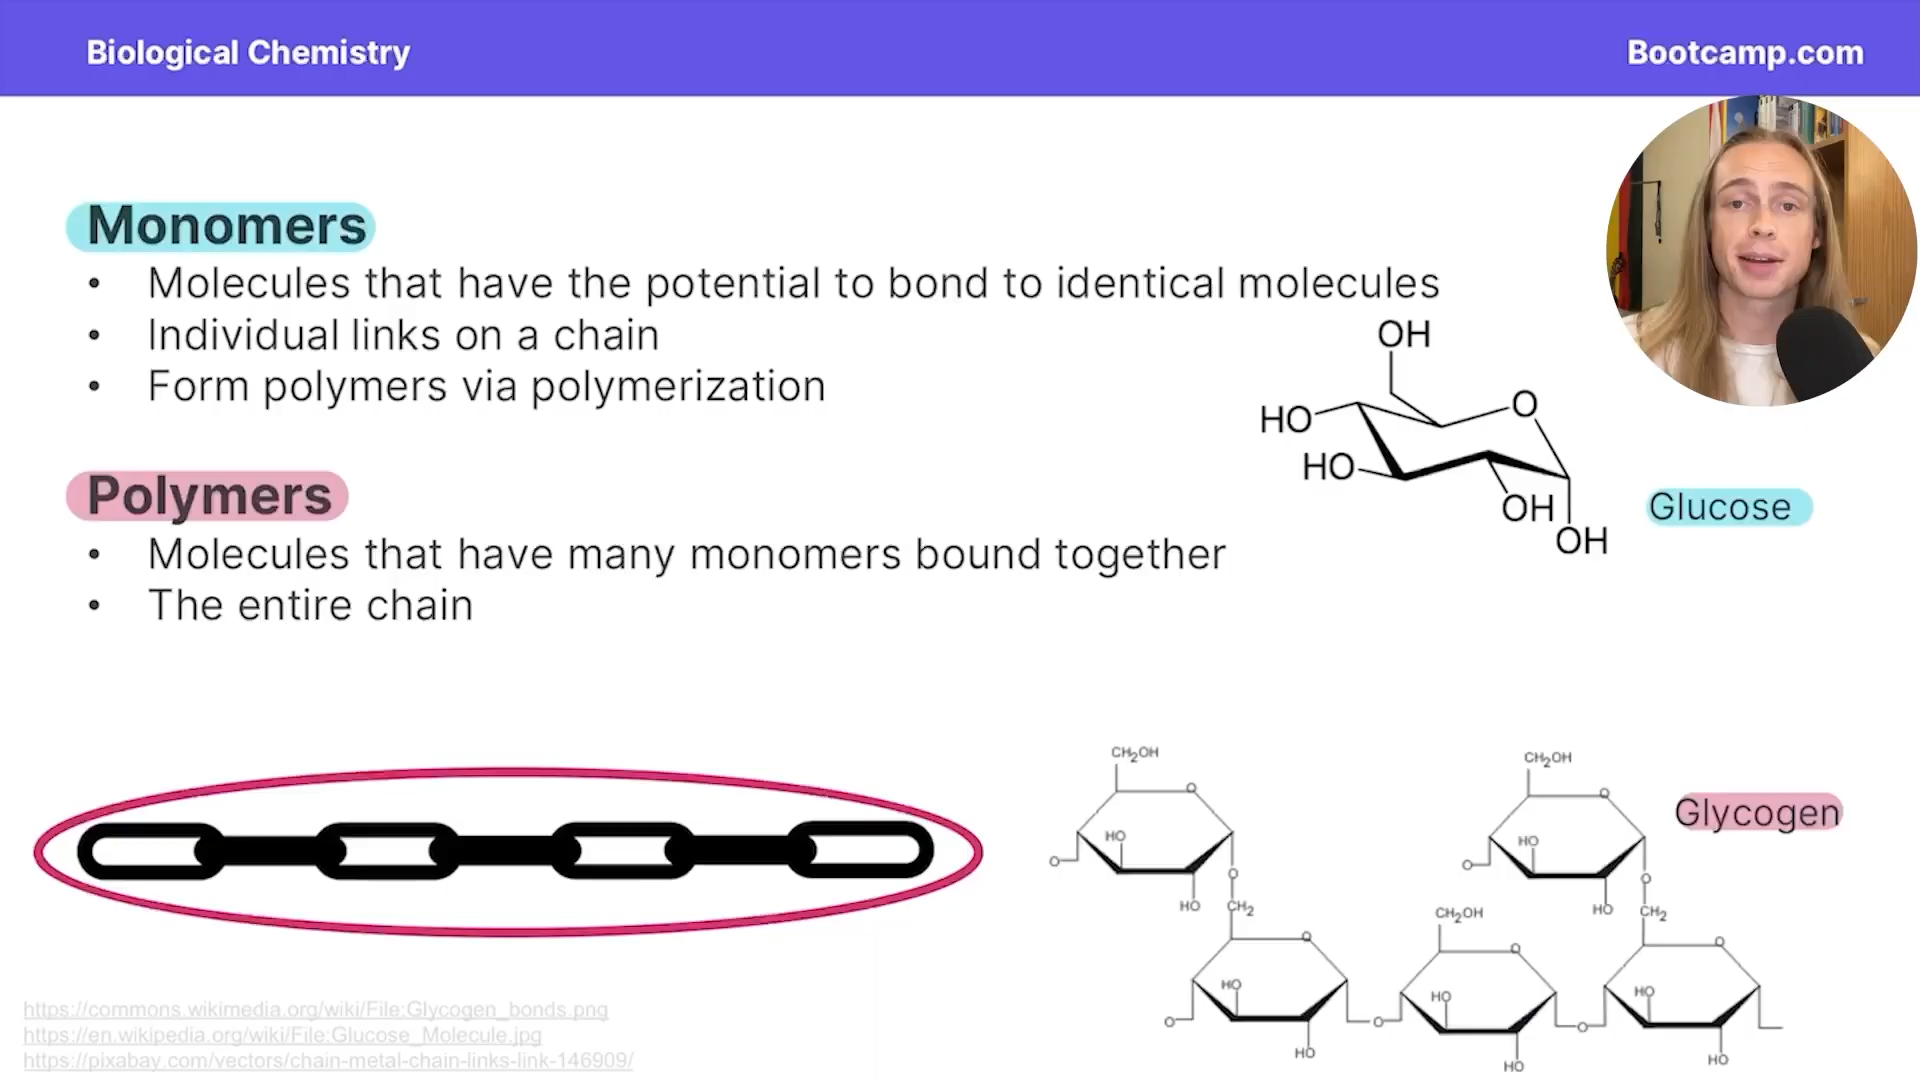 Biological Chemistry
Bootcamp.com
Monomers
• Molecules that have the potential to bond to identical molecules
• Individual links on a chain
• Form polymers via polymerization
Polymers
• Molecules that have many monomers bound together
• The entire chain
OH
HO
O
HO
OH
OH
Glucose
Glycogen
CH2OH
O
HO
O
HO
O
CH2
CH2OH
O
HO
O
HO
O
CH2
O
HO
O
HO
O
CH2OH
O
HO
HO
O
O
HO
HO
https://commons.wikimedia.org/wiki/File:Glycogen_bonds.png
https://en.wikipedia.org/wiki/File:Glucose_Molecule.jpg
https://pixabay.com/vectors/chain-metal-chain-links-link-146909/